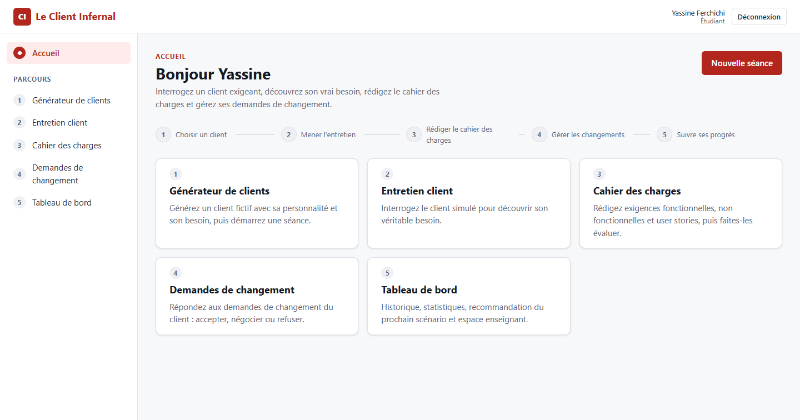 CI Le Client Infernal
Yassine Ferchichi
Étudiant
Déconnexion
Accueil
PARCOURS
1 Générateur de clients
2 Entretien client
3 Cahier des charges
4 Demandes de
changement
5 Tableau de bord
ACCUEIL
Bonjour Yassine
Interrogez un client exigeant, découvrez son vrai besoin, rédigez le cahier des
charges et gérez ses demandes de changement.
Nouvelle séance
1 Choisir un client
2 Mener l'entretien
3 Rédiger le cahier des
charges
4 Gérer les changements
5 Suivre ses progrès
1
Générateur de clients
Générez un client fictif avec sa personnalité et
son besoin, puis démarrez une séance.
2
Entretien client
Interrogez le client simulé pour découvrir son
véritable besoin.
3
Cahier des charges
Rédigez exigences fonctionnelles, non
fonctionnelles et user stories, puis faites-les
évaluer.
4
Demandes de changement
Répondez aux demandes de changement du
client : accepter, négocier ou refuser.
5
Tableau de bord
Historique, statistiques, recommandation du
prochain scénario et espace enseignant.